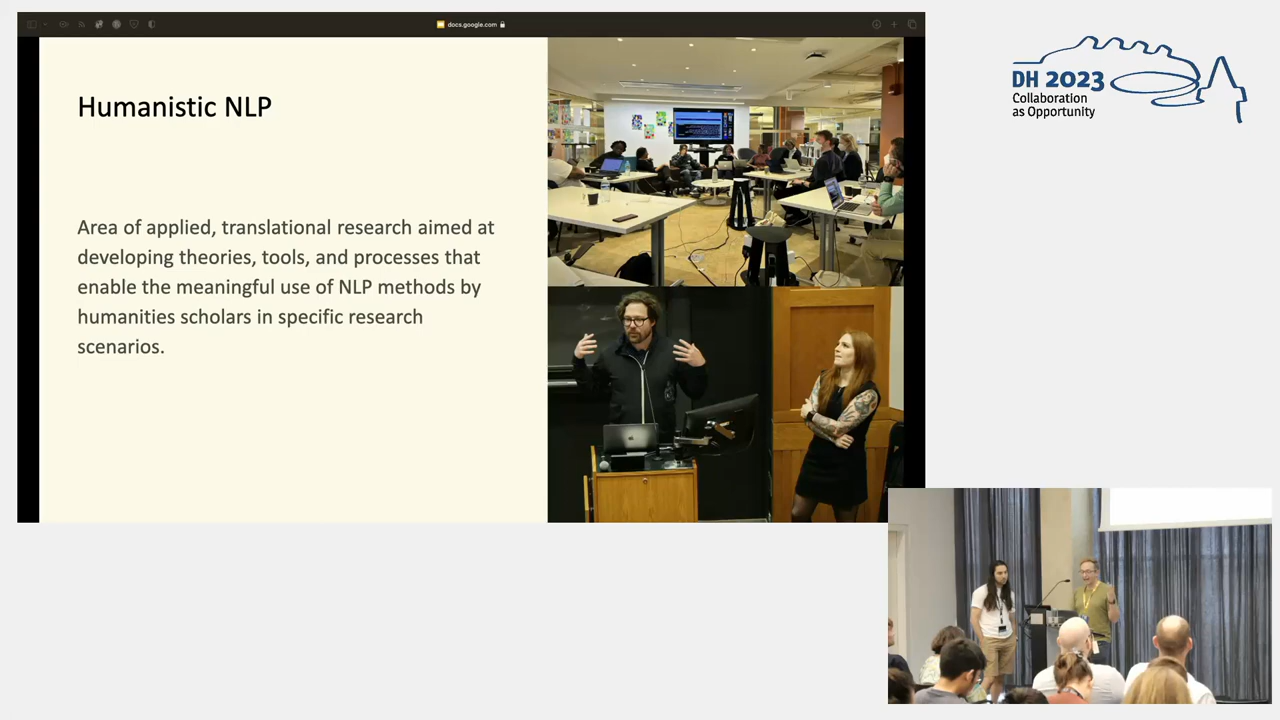 docs.google.com
Humanistic NLP
Area of applied, translational research aimed at
developing theories, tools, and processes that
enable the meaningful use of NLP methods by
humanities scholars in specific research
scenarios.
DH 2023
Collaboration
as Opportunity